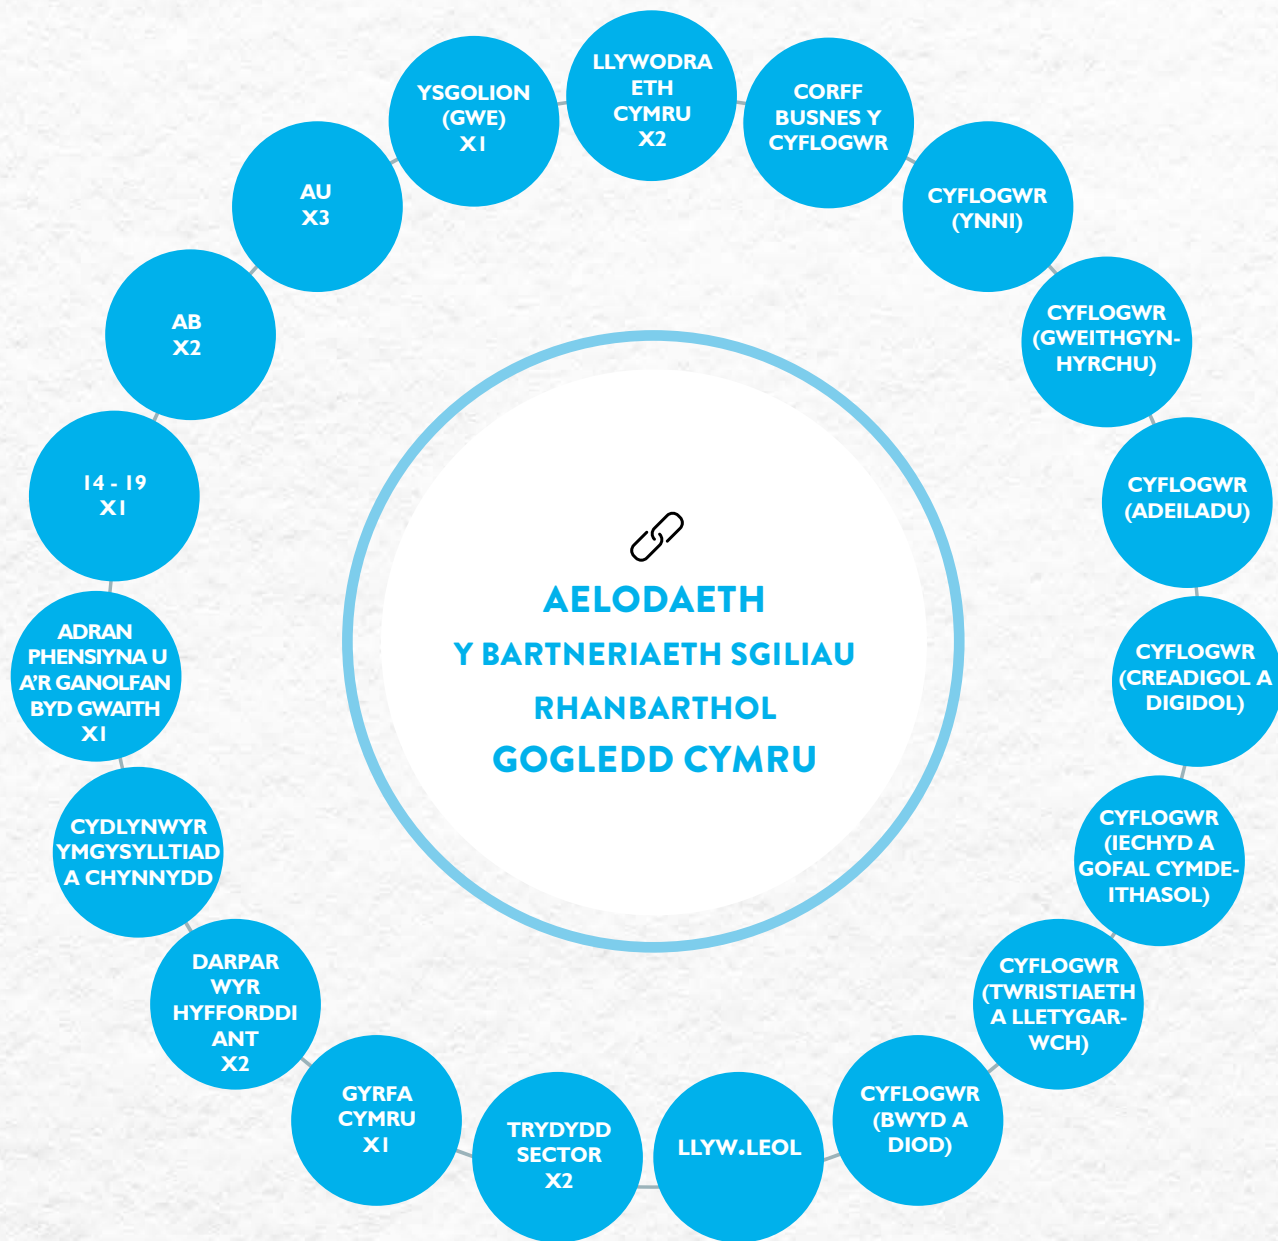 LLYWODRA
ETH
CYMRU
X2
CORFF
BUSNES Y
CYFLOGWR
CYFLOGWR
(YNNI)
CYFLOGWR
(GWEITHGYN-
HYRCHU)
CYFLOGWR
(ADEILADU)
CYFLOGWR
(CREADIGOL A
DIGIDOL)
CYFLOGWR
(IECHYD A
GOFAL CYMDE-
ITHASOL)
CYFLOGWR
(TWRISTIAETH
A LLETYGAR-
WCH)
CYFLOGWR
(BWYD A
DIOD)
LLYW.LEOL
TRYDYDD
SECTOR
X2
GYRFA
CYMRU
X1
DARPAR
WYR
HYFFORDDI
ANT
X2
CYDLYNWYR
YMGYSYLLTIAD
A CHYNNYDD
ADRAN
PHENSIYNA U
A'R GANOLFAN
BYD GWAITH
X1
14 - 19
X1
AB
X2
AU
X3
YSGOLION
(GWE)
X1
AELODAETH
Y BARTNERIAETH SGILIAU
RHANBARTHOL
GOGLEDD CYMRU